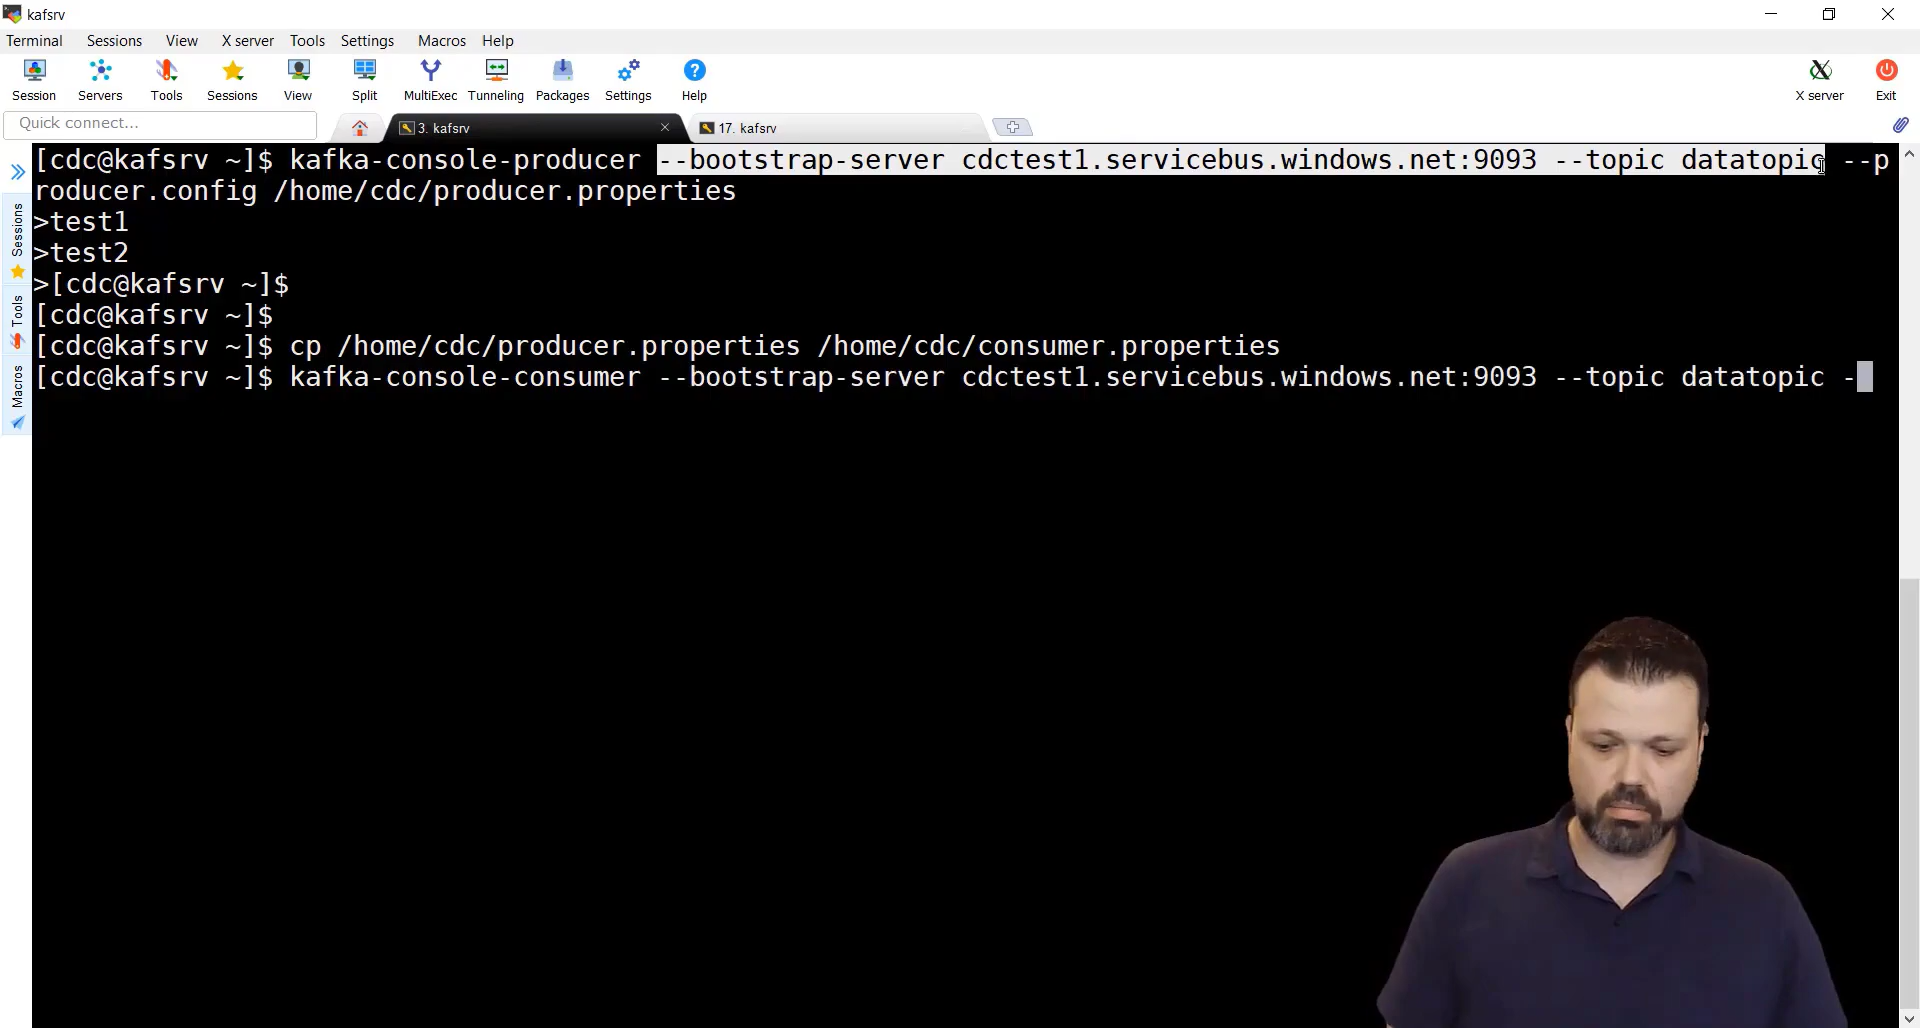 kafsrv
Terminal Sessions View X server Tools Settings Macros Help
Session Servers Tools Sessions View Split MultiExec Tunneling Packages Settings Help X server Exit
Quick connect... 3. kafsrv 17. kafsrv
[cdc@kafsrv ~]$ kafka-console-producer --bootstrap-server cdctest1.servicebus.windows.net:9093 --topic datatopic --p
roducer.config /home/cdc/producer.properties
>test1
>test2
>[cdc@kafsrv ~]$
[cdc@kafsrv ~]$
[cdc@kafsrv ~]$ cp /home/cdc/producer.properties /home/cdc/consumer.properties
[cdc@kafsrv ~]$ kafka-console-consumer --bootstrap-server cdctest1.servicebus.windows.net:9093 --topic datatopic -
Sessions
Tools
Macros